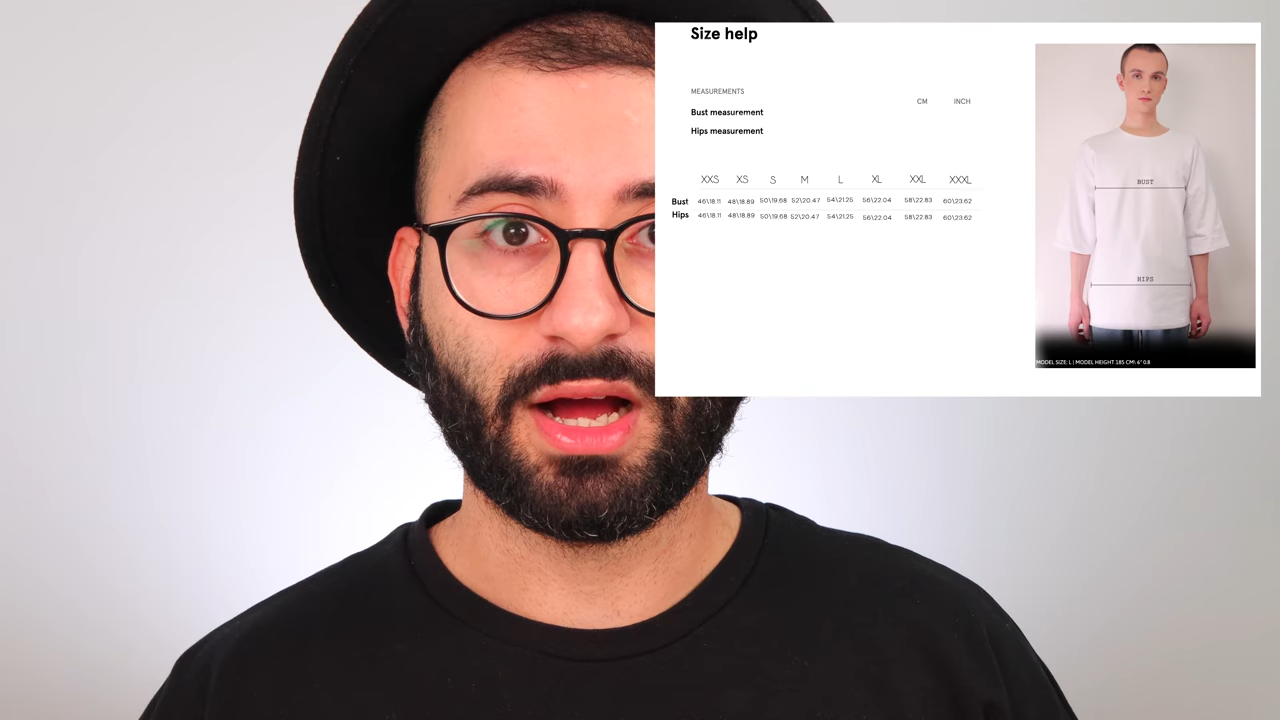 Size help
MEASUREMENTS
CM INCH
Bust measurement
Hips measurement
XXS XS S M L XL XXL XXXL
Bust 46\18.11 48\18.89 50\19.68 52\20.47 54\21.25 56\22.04 58\22.83 60\23.62
Hips 46\18.11 48\18.89 50\19.68 52\20.47 54\21.25 56\22.04 58\22.83 60\23.62
BUST
HIPS
MODEL SIZE: L | MODEL HEIGHT 185 CM\ 6" 0.8